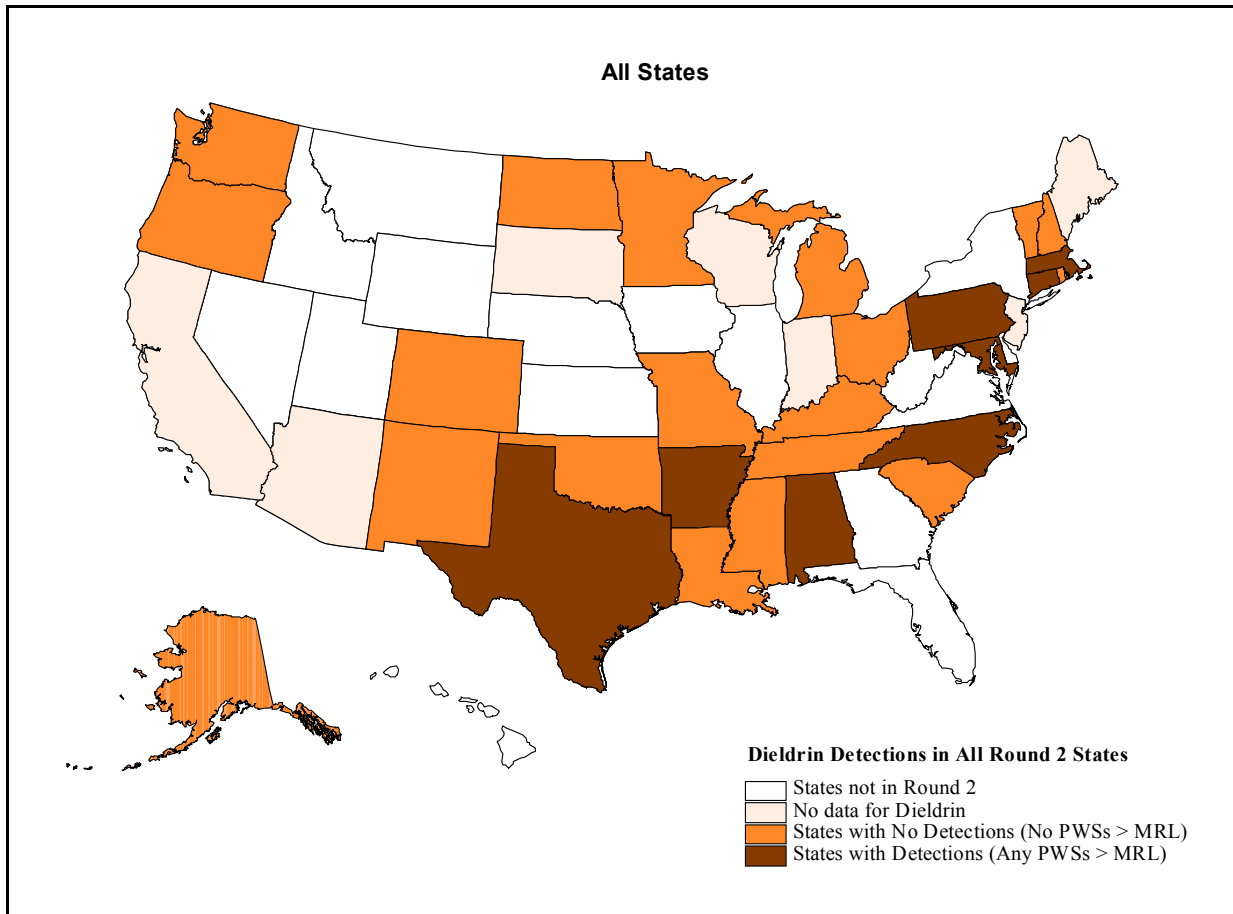 All States
Dieldrin Detections in All Round 2 States
States not in Round 2
No data for Dieldrin
States with No Detections (No PWSs > MRL)
States with Detections (Any PWSs > MRL)